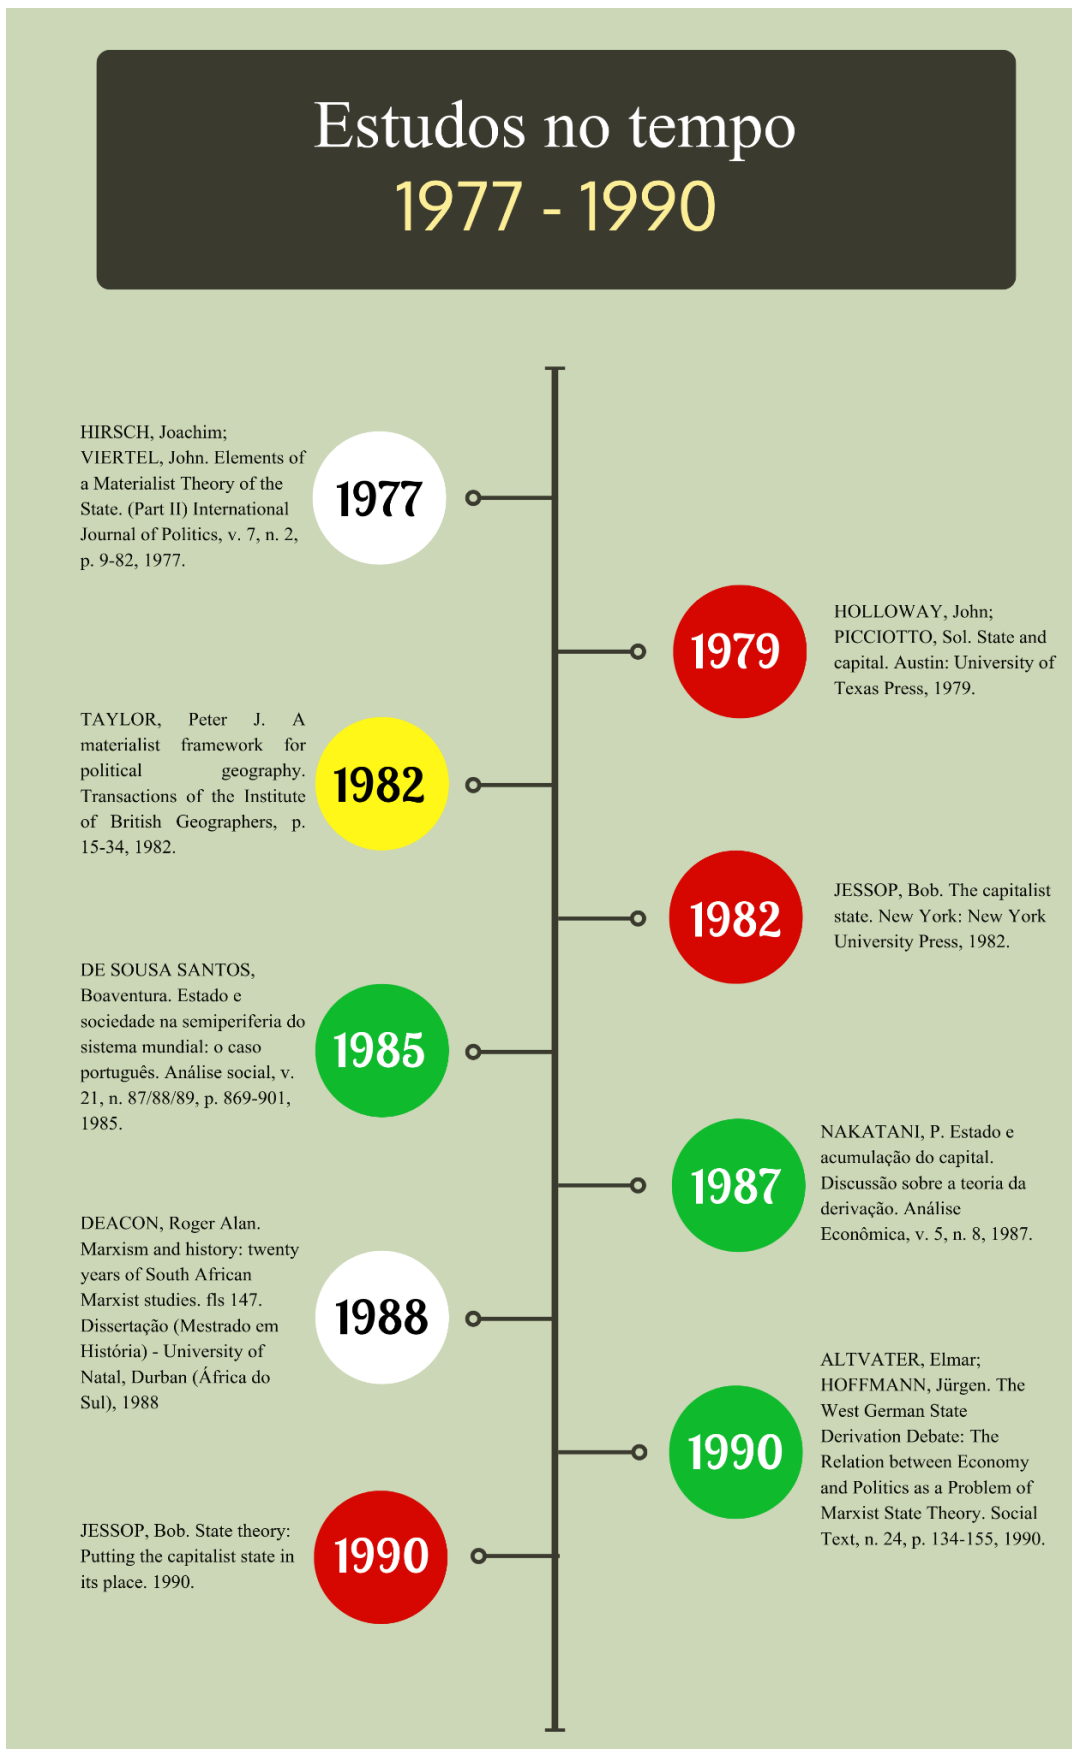 Estudos no tempo
1977 - 1990
HIRSCH, Joachim;
VIERTEL, John. Elements of
a Materialist Theory of the
State. (Part II) International
Journal of Politics, v. 7, n. 2,
p. 9-82, 1977.
1977
1979
HOLLOWAY, John;
PICCIOTTO, Sol. State and
capital. Austin: University of
Texas Press, 1979.
TAYLOR, Peter J. A
materialist framework for
political geography.
Transactions of the Institute
of British Geographers, p.
15-34, 1982.
1982
1982
JESSOP, Bob. The capitalist
state. New York: New York
University Press, 1982.
DE SOUSA SANTOS,
Boaventura. Estado e
sociedade na semiperiferia do
sistema mundial: o caso
português. Análise social, v.
21, n. 87/88/89, p. 869-901,
1985.
1985
1987
NAKATANI, P. Estado e
acumulação do capital.
Discussão sobre a teoria da
derivação. Análise
Econômica, v. 5, n. 8, 1987.
DEACON, Roger Alan.
Marxism and history: twenty
years of South African
Marxist studies. fls 147.
Dissertação (Mestrado em
História) - University of
Natal, Durban (África do
Sul), 1988
1988
1990
ALTVATER, Elmar;
HOFFMANN, Jürgen. The
West German State
Derivation Debate: The
Relation between Economy
and Politics as a Problem of
Marxist State Theory. Social
Text, n. 24, p. 134-155, 1990.
JESSOP, Bob. State theory:
Putting the capitalist state in
its place. 1990.
1990